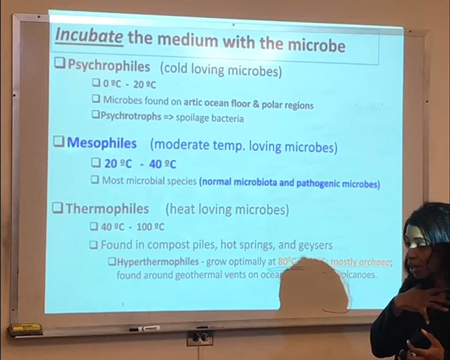 Incubate the medium with the microbe
Psychrophiles (cold loving microbes)
0 ºC - 20 ºC
Microbes found on artic ocean floor & polar regions
Psychrotrophs => spoilage bacteria
Mesophiles (moderate temp. loving microbes)
20 ºC - 40 ºC
Most microbial species (normal microbiota and pathogenic microbes)
Thermophiles (heat loving microbes)
40 ºC - 100 ºC
Found in compost piles, hot springs, and geysers
Hyperthermophiles - grow optimally at 80ºC mostly archaea;
found around geothermal vents on